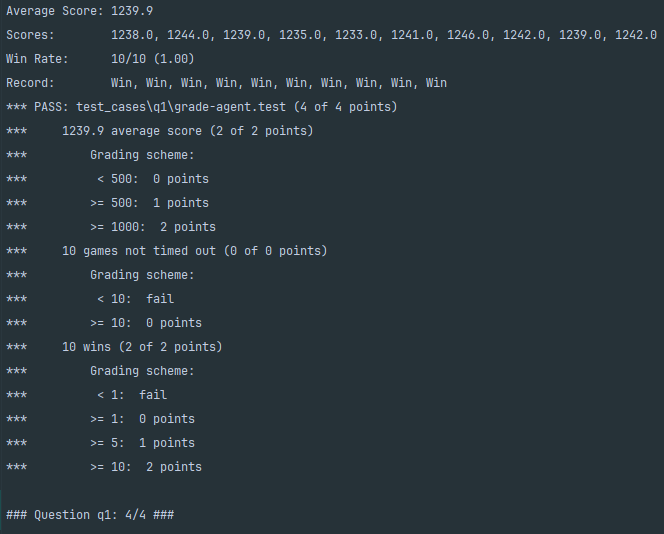 Average Score: 1239.9
Scores:        1238.0, 1244.0, 1239.0, 1235.0, 1233.0, 1241.0, 1246.0, 1242.0, 1239.0, 1242.0
Win Rate:      10/10 (1.00)
Record:        Win, Win, Win, Win, Win, Win, Win, Win, Win, Win
*** PASS: test_cases\q1\grade-agent.test (4 of 4 points)
***     1239.9 average score (2 of 2 points)
***         Grading scheme:
***          < 500:  0 points
***         >= 500:  1 points
***         >= 1000:  2 points
***     10 games not timed out (0 of 0 points)
***         Grading scheme:
***          < 10:  fail
***         >= 10:  0 points
***     10 wins (2 of 2 points)
***         Grading scheme:
***          < 1:  fail
***         >= 1:  0 points
***         >= 5:  1 points
***         >= 10:  2 points
### Question q1: 4/4 ###